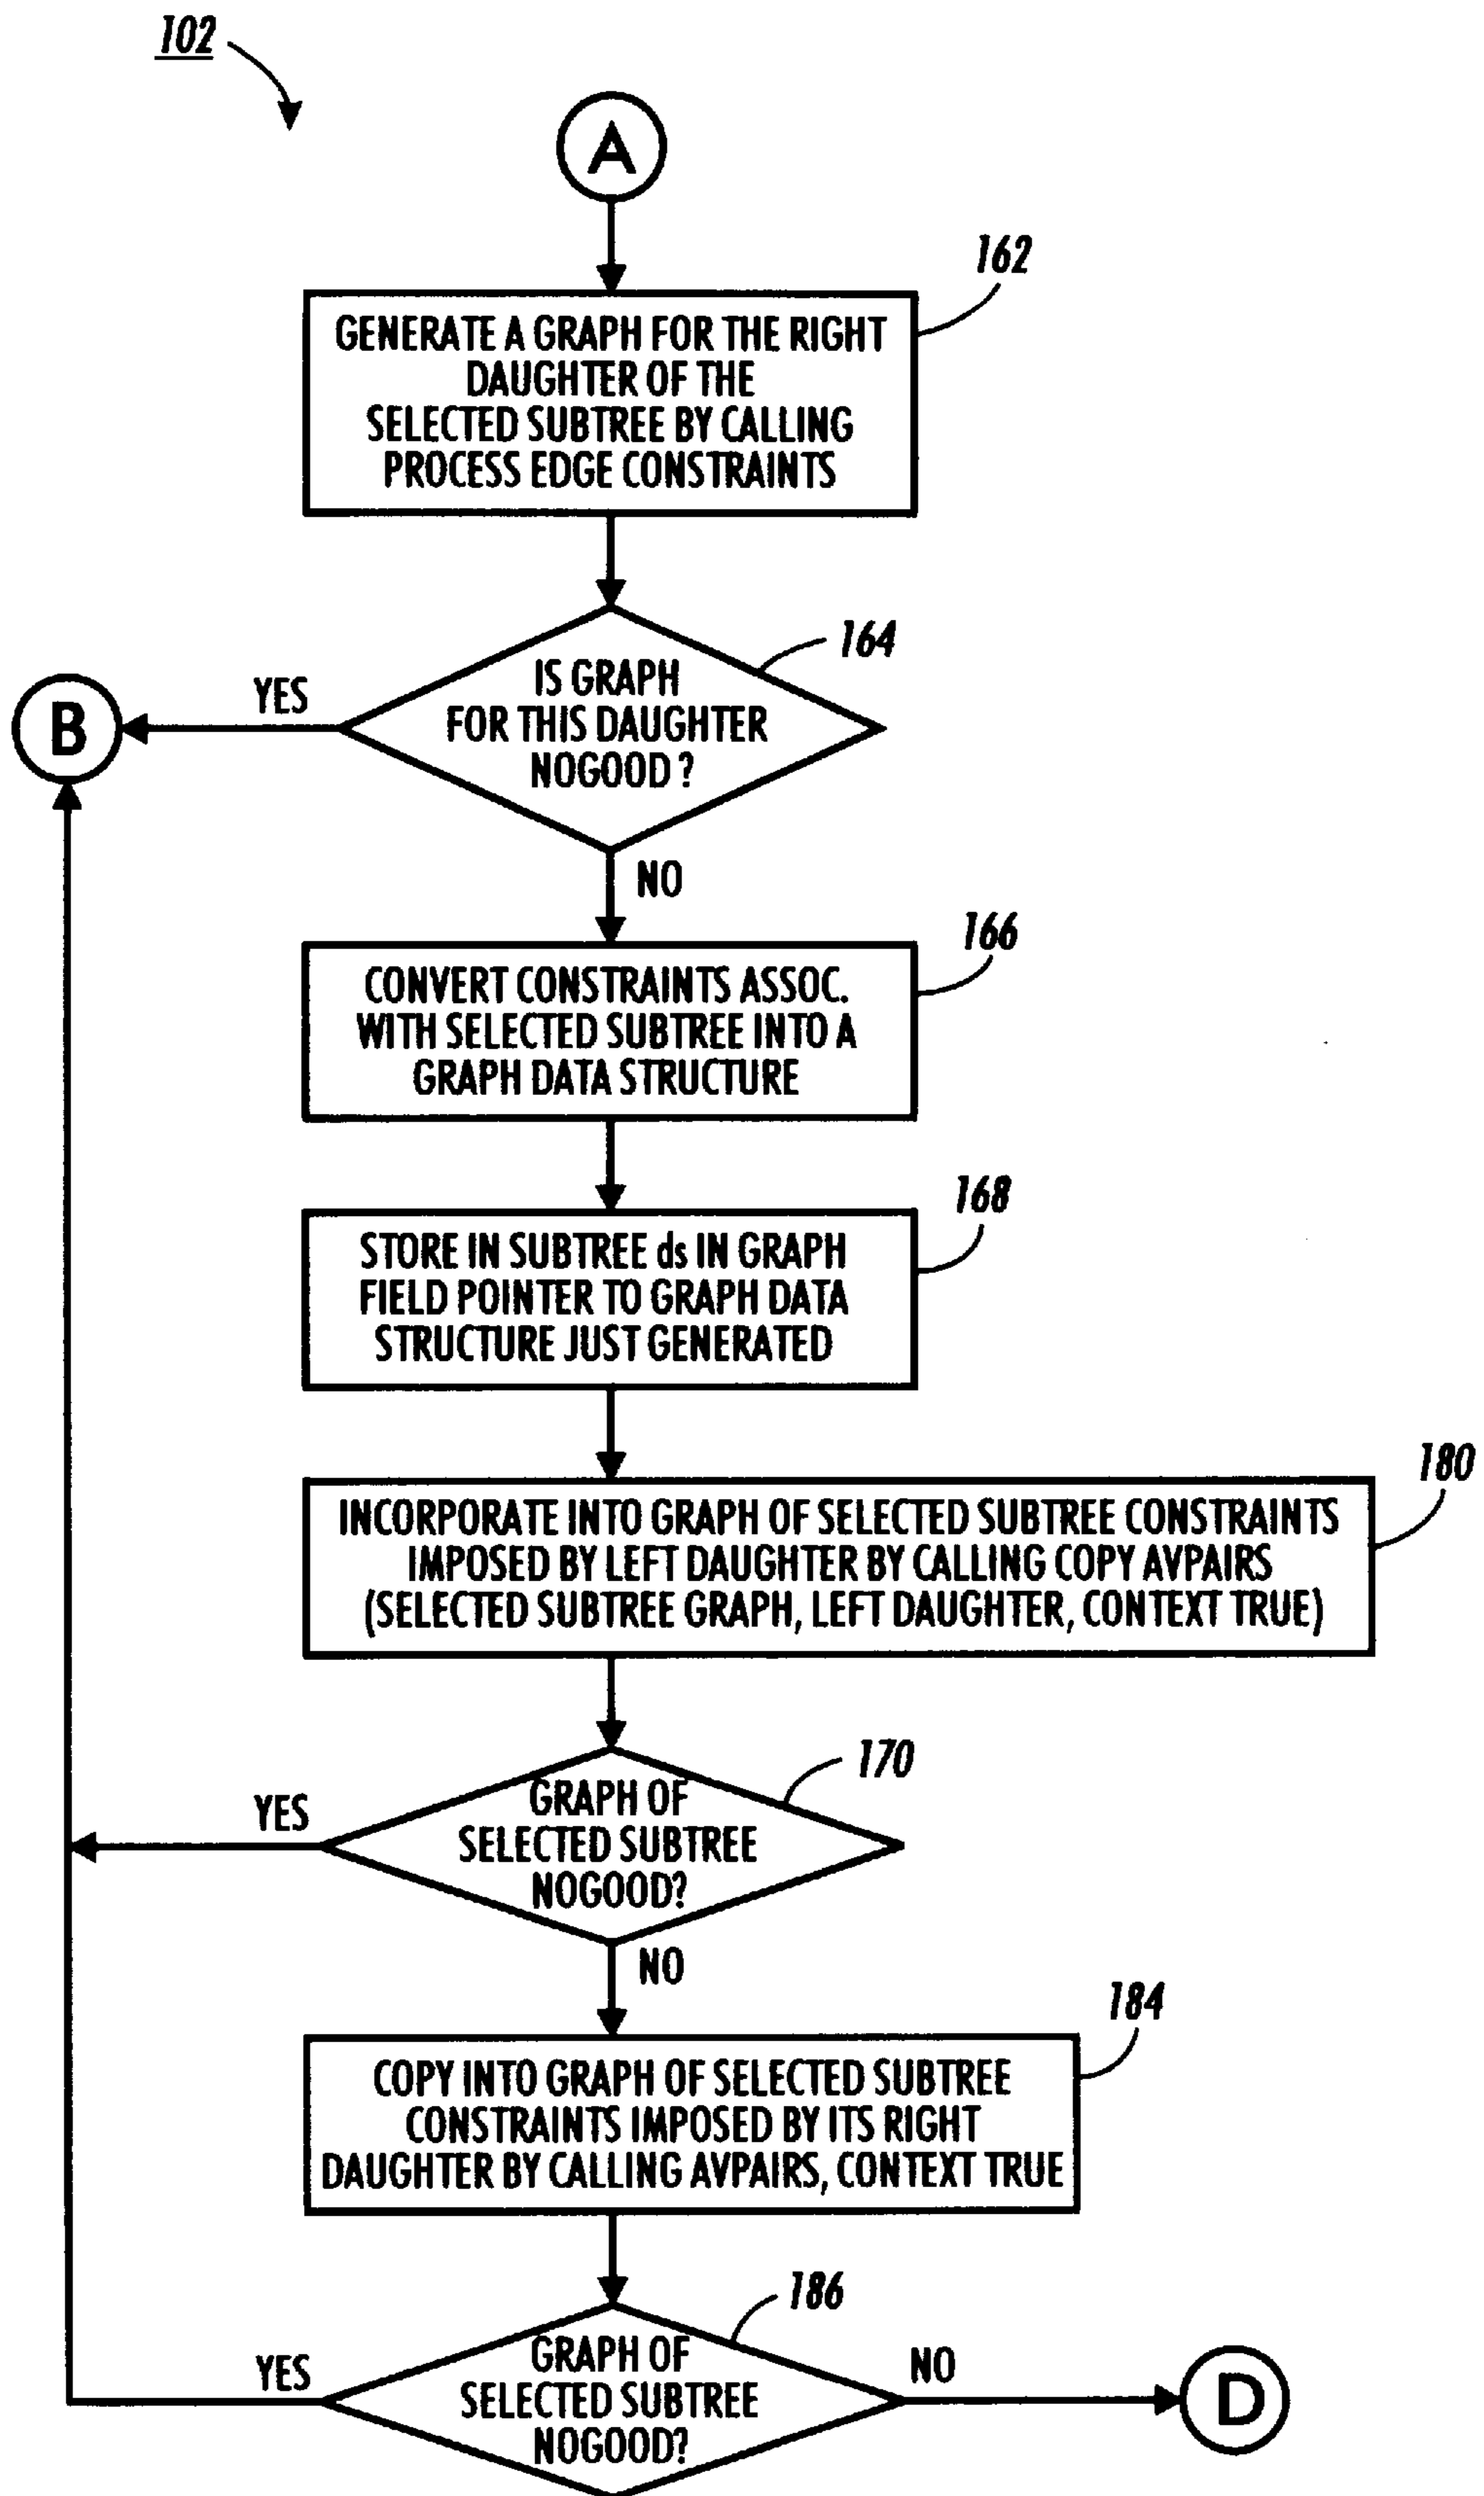 102
A
162
GENERATE A GRAPH FOR THE RIGHT
DAUGHTER OF THE
SELECTED SUBTREE BY CALLING
PROCESS EDGE CONSTRAINTS
164
IS GRAPH
FOR THIS DAUGHTER
NOGOOD?
YES
B
NO
166
CONVERT CONSTRAINTS ASSOC.
WITH SELECTED SUBTREE INTO A
GRAPH DATA STRUCTURE
168
STORE IN SUBTREE ds IN GRAPH
FIELD POINTER TO GRAPH DATA
STRUCTURE JUST GENERATED
180
INCORPORATE INTO GRAPH OF SELECTED SUBTREE CONSTRAINTS
IMPOSED BY LEFT DAUGHTER BY CALLING COPY AVPAIRS
(SELECTED SUBTREE GRAPH, LEFT DAUGHTER, CONTEXT TRUE)
170
GRAPH OF
SELECTED SUBTREE
NOGOOD?
YES
NO
184
COPY INTO GRAPH OF SELECTED SUBTREE
CONSTRAINTS IMPOSED BY ITS RIGHT
DAUGHTER BY CALLING AVPAIRS, CONTEXT TRUE
186
GRAPH OF
SELECTED SUBTREE
NOGOOD?
YES
NO
D